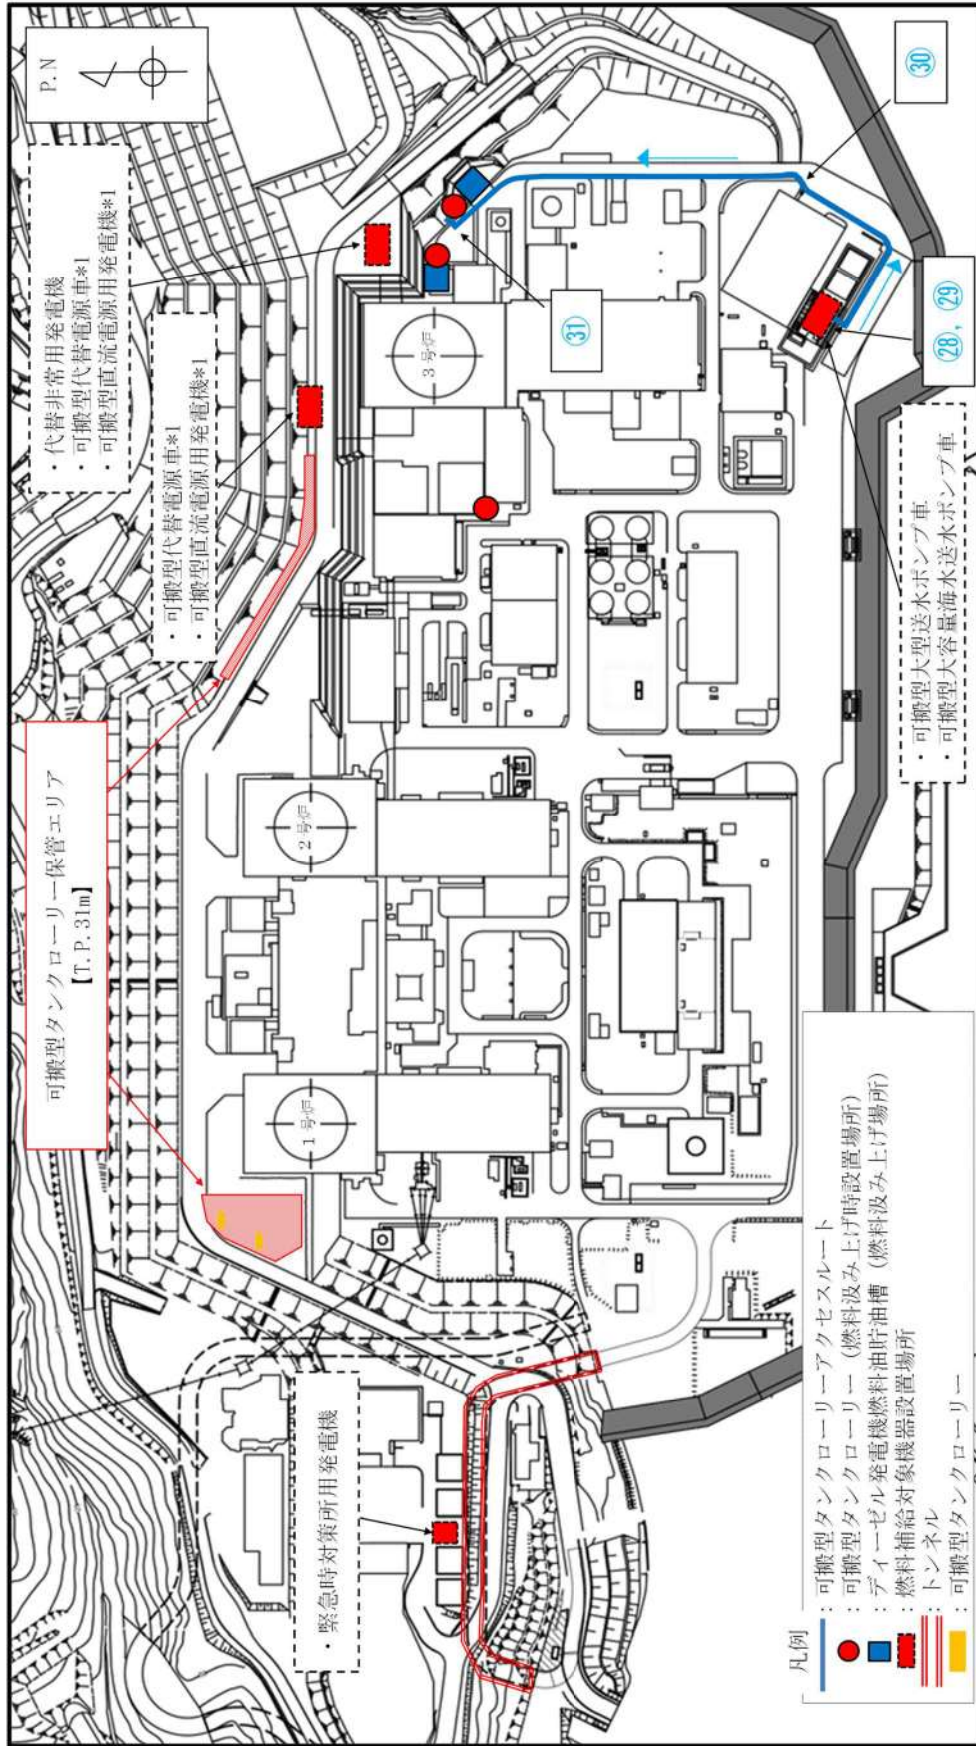 P.N
・代替非常用発電機
・可搬型代替電源車*1
・可搬型直流電源用発電機*1
・可搬型代替電源車*1
・可搬型直流電源用発電機*1
可搬型タンクローリー保管エリア
【T.P.31m】
・緊急時対策所用発電機
1号炉
2号炉
3号炉
㉛
㉚
㉘，㉙
・可搬型大型送水ポンプ車
・可搬型大容量海水送水ポンプ車
凡例
：可搬型タンクローリーアクセスルート
：可搬型タンクローリー（燃料汲み上げ時設置場所）
：ディーゼル発電機燃料油貯油槽（燃料汲み上げ場所）
：燃料補給対象機器設置場所
：トンネル
：可搬型タンクローリー